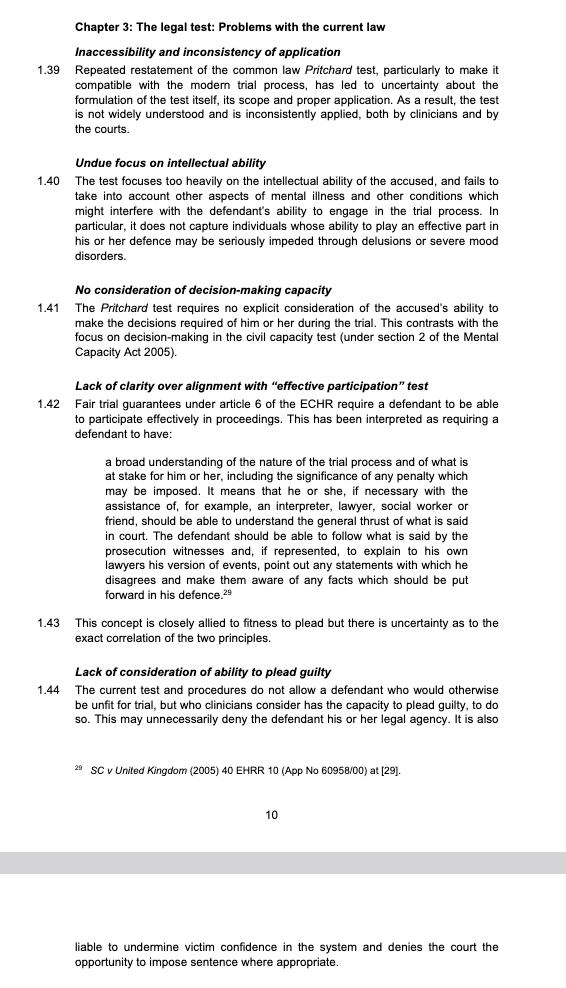 Chapter 3: The legal test: Problems with the current law
Inaccessibility and inconsistency of application
1.39 Repeated restatement of the common law Pritchard test, particularly to make it
compatible with the modern trial process, has led to uncertainty about the
formulation of the test itself, its scope and proper application. As a result, the test
is not widely understood and is inconsistently applied, both by clinicians and by
the courts.
Undue focus on intellectual ability
1.40 The test focuses too heavily on the intellectual ability of the accused, and fails to
take into account other aspects of mental illness and other conditions which
might interfere with the defendant's ability to engage in the trial process. In
particular, it does not capture individuals whose ability to play an effective part in
his or her defence may be seriously impeded through delusions or severe mood
disorders.
No consideration of decision-making capacity
1.41 The Pritchard test requires no explicit consideration of the accused's ability to
make the decisions required of him or her during the trial. This contrasts with the
focus on decision-making in the civil capacity test (under section 2 of the Mental
Capacity Act 2005).
Lack of clarity over alignment with "effective participation" test
1.42 Fair trial guarantees under article 6 of the ECHR require a defendant to be able
to participate effectively in proceedings. This has been interpreted as requiring a
defendant to have:
a broad understanding of the nature of the trial process and of what is
at stake for him or her, including the significance of any penalty which
may be imposed. It means that he or she, if necessary with the
assistance of, for example, an interpreter, lawyer, social worker or
friend, should be able to understand the general thrust of what is said
in court. The defendant should be able to follow what is said by the
prosecution witnesses and, if represented, to explain to his own
lawyers his version of events, point out any statements with which he
disagrees and make them aware of any facts which should be put
forward in his defence.29
1.43 This concept is closely allied to fitness to plead but there is uncertainty as to the
exact correlation of the two principles.
Lack of consideration of ability to plead guilty
1.44 The current test and procedures do not allow a defendant who would otherwise
be unfit for trial, but who clinicians consider has the capacity to plead guilty, to do
so. This may unnecessarily deny the defendant his or her legal agency. It is also
29 SC v United Kingdom (2005) 40 EHRR 10 (App No 60958/00) at [29].
10
liable to undermine victim confidence in the system and denies the court the
opportunity to impose sentence where appropriate.